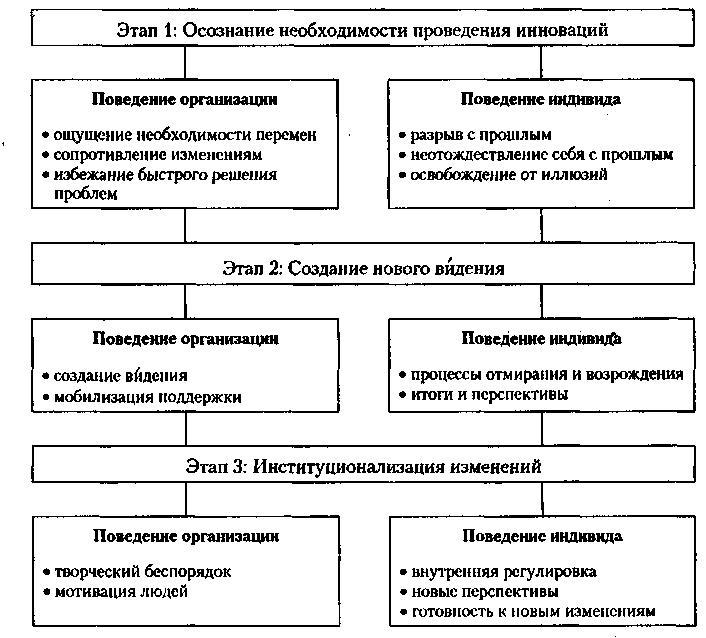 Этап 1: Осознание необходимости проведения инноваций
Поведение организации
• ощущение необходимости перемен
• сопротивление изменениям
• избежание быстрого решения
проблем
Поведение индивида
• разрыв с прошлым
• неотождествление себя с прошлым
• освобождение от иллюзий
Этап 2: Создание нового ви́дения
Поведение организации
• создание ви́дения
• мобилизация поддержки
Поведение индивида
• процессы отмирания и возрождения
• итоги и перспективы
Этап 3: Институционализация изменений
Поведение организации
• творческий беспорядок
• мотивация людей
Поведение индивида
• внутренняя регулировка
• новые перспективы
• готовность к новым изменениям